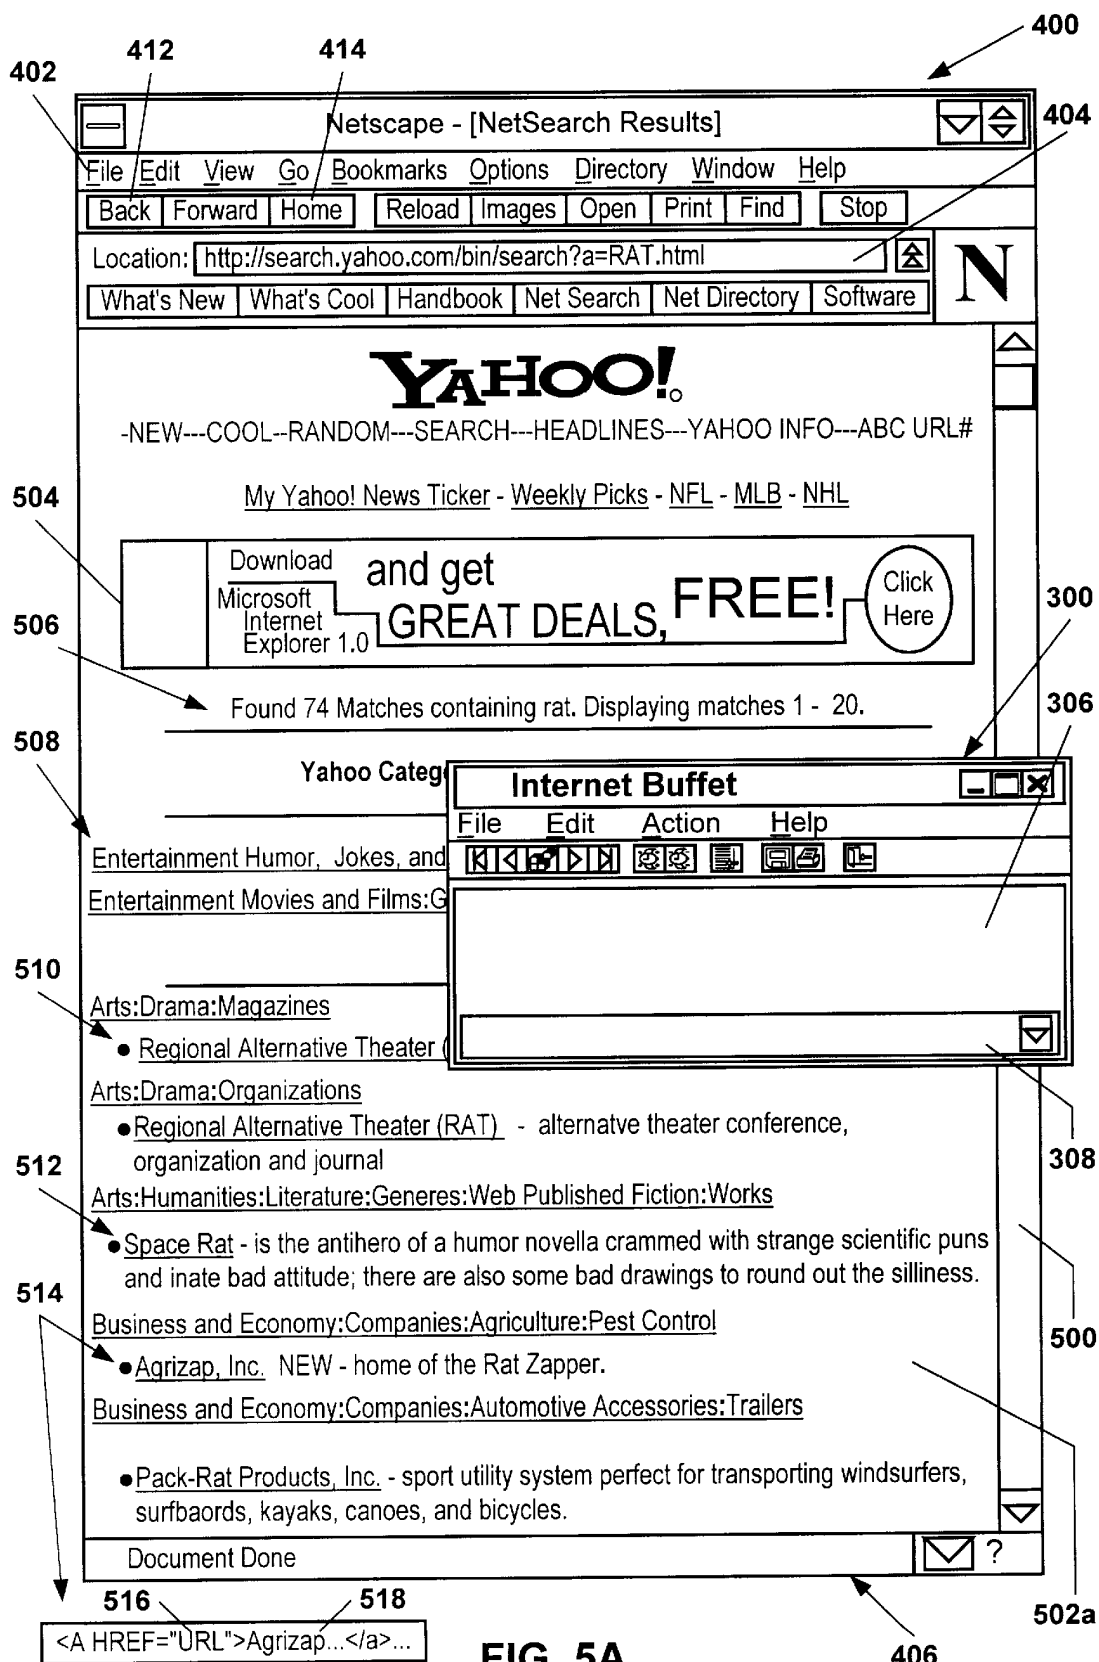 400
412
414
402
Netscape - [NetSearch Results]
404
File Edit View Go Bookmarks Options Directory Window Help
Back Forward Home Reload Images Open Print Find Stop
Location: http://search.yahoo.com/bin/search?a=RAT.html
N
What's New What's Cool Handbook Net Search Net Directory Software
YAHOO!
-NEW---COOL--RANDOM---SEARCH---HEADLINES---YAHOO INFO---ABC URL#
504
My Yahoo! News Ticker - Weekly Picks - NFL - MLB - NHL
Download
Microsoft
Internet
Explorer 1.0
and get
GREAT DEALS, FREE!
Click
Here
300
506
Found 74 Matches containing rat. Displaying matches 1 - 20.
306
508
Yahoo Catego
Internet Buffet
File Edit Action Help
Entertainment Humor, Jokes, and
Entertainment Movies and Films:G
510
Arts:Drama:Magazines
• Regional Alternative Theater (
Arts:Drama:Organizations
• Regional Alternative Theater (RAT) - alternatve theater conference,
organization and journal
308
512
Arts:Humanities:Literature:Generes:Web Published Fiction:Works
• Space Rat - is the antihero of a humor novella crammed with strange scientific puns
and inate bad attitude; there are also some bad drawings to round out the silliness.
514
Business and Economy:Companies:Agriculture:Pest Control
500
• Agrizap, Inc. NEW - home of the Rat Zapper.
Business and Economy:Companies:Automotive Accessories:Trailers
• Pack-Rat Products, Inc. - sport utility system perfect for transporting windsurfers,
surfbaords, kayaks, canoes, and bicycles.
Document Done
?
516
518
502a
<A HREF="URL">Agrizap...</a>...
FIG. 5A
406